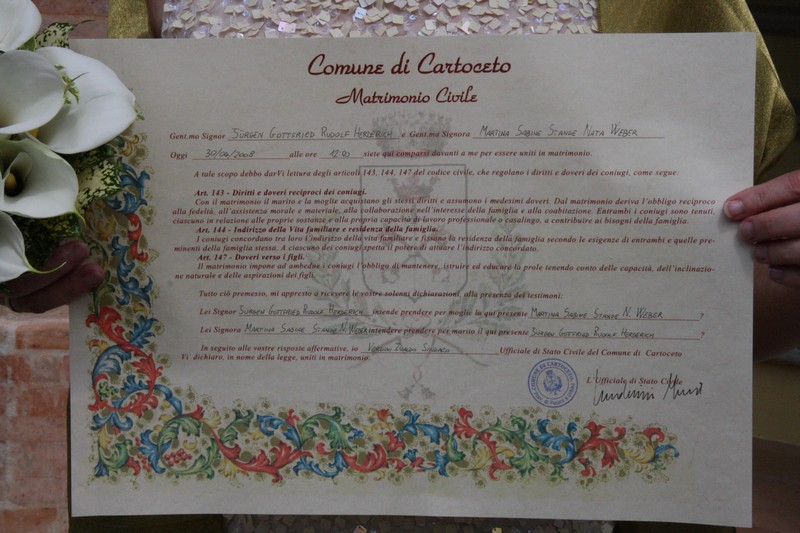 Comune di Cartoceto
Matrimonio Civile
Gent.mo Signor JÜRGEN GOTTFRIED RUDOLF HERDERICH e Gent.ma Signora MARTINA SABINE STANGE NATA WEBER
Oggi 30/04/2008 alle ore siete qui comparsi davanti a me per essere uniti in matrimonio.
A tale scopo debbo darVi lettura degli articoli 143, 144, 147 del codice civile, che regolano i diritti e doveri dei coniugi, come segue:
Art. 143 - Diritti e doveri reciproci dei coniugi.
Con il matrimonio il marito e la moglie acquistano gli stessi diritti e assumono i medesimi doveri. Dal matrimonio deriva l'obbligo reciproco
alla fedeltà, all'assistenza morale e materiale, alla collaborazione nell'interesse della famiglia e alla coabitazione. Entrambi i coniugi sono tenuti,
ciascuno in relazione alle proprie sostanze e alla propria capacità di lavoro professionale o casalingo, a contribuire ai bisogni della famiglia.
Art. 144 - Indirizzo della Vita familiare e residenza della famiglia.
I coniugi concordano tra loro l'indirizzo della vita familiare e fissano la residenza della famiglia secondo le esigenze di entrambi e quelle pre-
minenti della famiglia stessa. A ciascuno dei coniugi spetta il potere di attuare l'indirizzo concordato.
Art. 147 - Doveri verso i figli.
Il matrimonio impone ad ambedue i coniugi l'obbligo di mantenere, istruire ed educare la prole tenendo conto delle capacità, dell'inclinazio-
ne naturale e delle aspirazioni dei figli.
Tutto ciò premesso, mi appresto a ricevere le vostre solenni dichiarazioni, alla presenza dei testimoni:
Lei Signor JÜRGEN GOTTFRIED RUDOLF HERDERICH intende prendere per moglie la qui presente MARTINA SABINE STANGE N. WEBER ?
Lei Signora MARTINA SABINE STANGE N. WEBER intende prendere per marito il qui presente JÜRGEN GOTTFRIED RUDOLF HERDERICH ?
In seguito alle vostre risposte affermative, io SINDACO Ufficiale di Stato Civile del Comune di Cartoceto
Vi dichiaro, in nome della legge, uniti in matrimonio.
COMUNE DI CARTOCETO
L'Ufficiale di Stato Civile